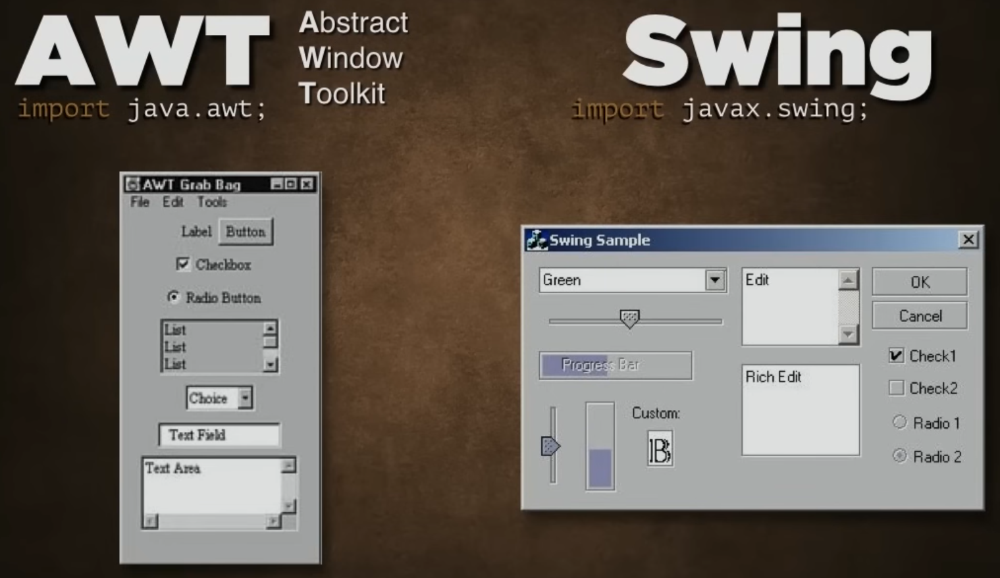 AWT
Abstract
Window
Toolkit
import java.awt;
Swing
import javax.swing;
AWT Grab Bag
File Edit Tools
Label Button
Checkbox
Radio Button
List
List
List
Choice
Text Field
Text Area
Swing Sample
Green
Edit
OK
Cancel
Progress Bar
Check1
Rich Edit
Check2
Custom:
B
Radio 1
Radio 2